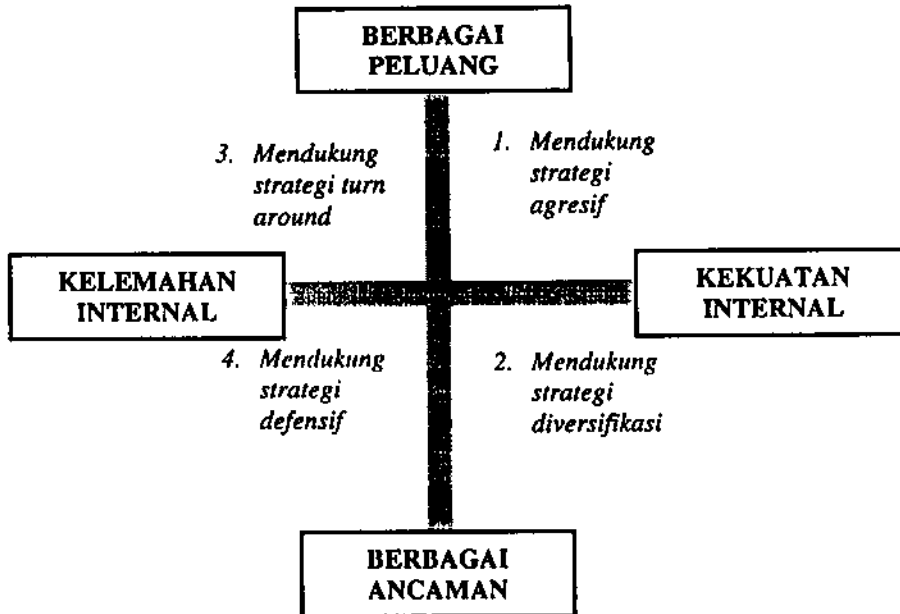 BERBAGAI
PELUANG
3. Mendukung
strategi turn
around
1. Mendukung
strategi
agresif
KELEMAHAN
INTERNAL
KEKUATAN
INTERNAL
4. Mendukung
strategi
defensif
2. Mendukung
strategi
diversifikasi
BERBAGAI
ANCAMAN